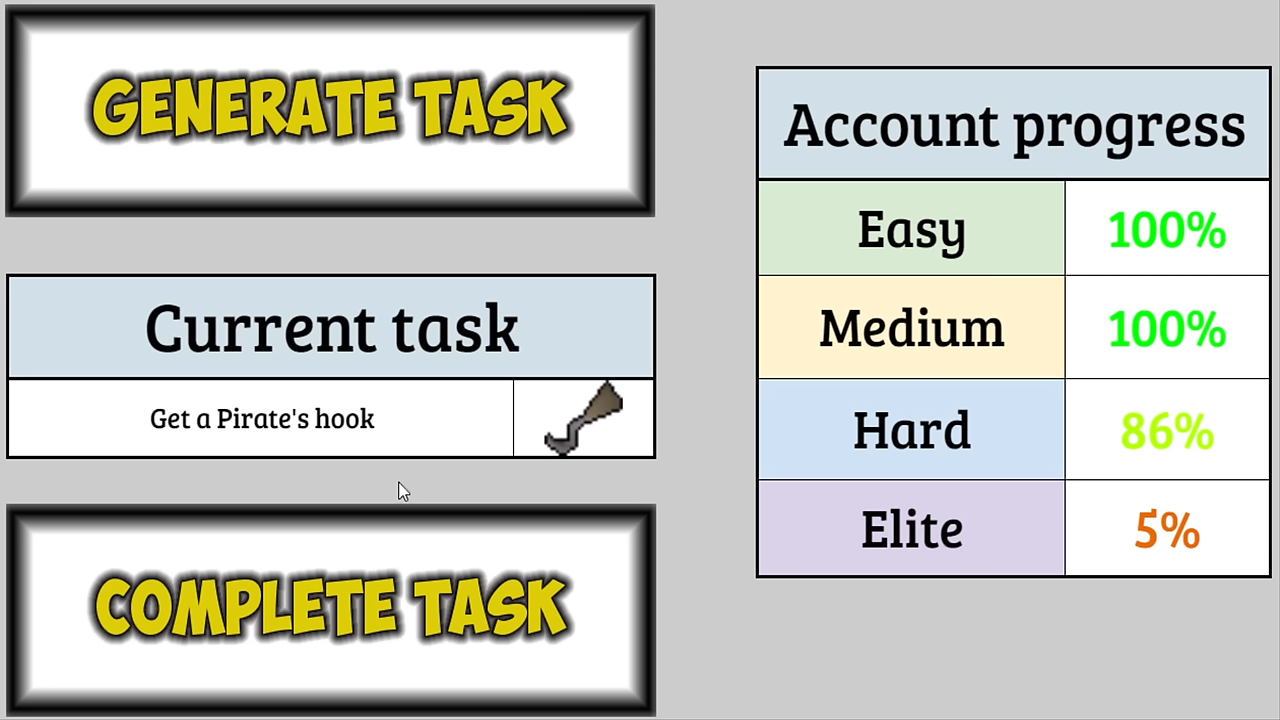 GENERATE TASK
Current task
Get a Pirate's hook
COMPLETE TASK
Account progress
Easy 100%
Medium 100%
Hard 86%
Elite 5%